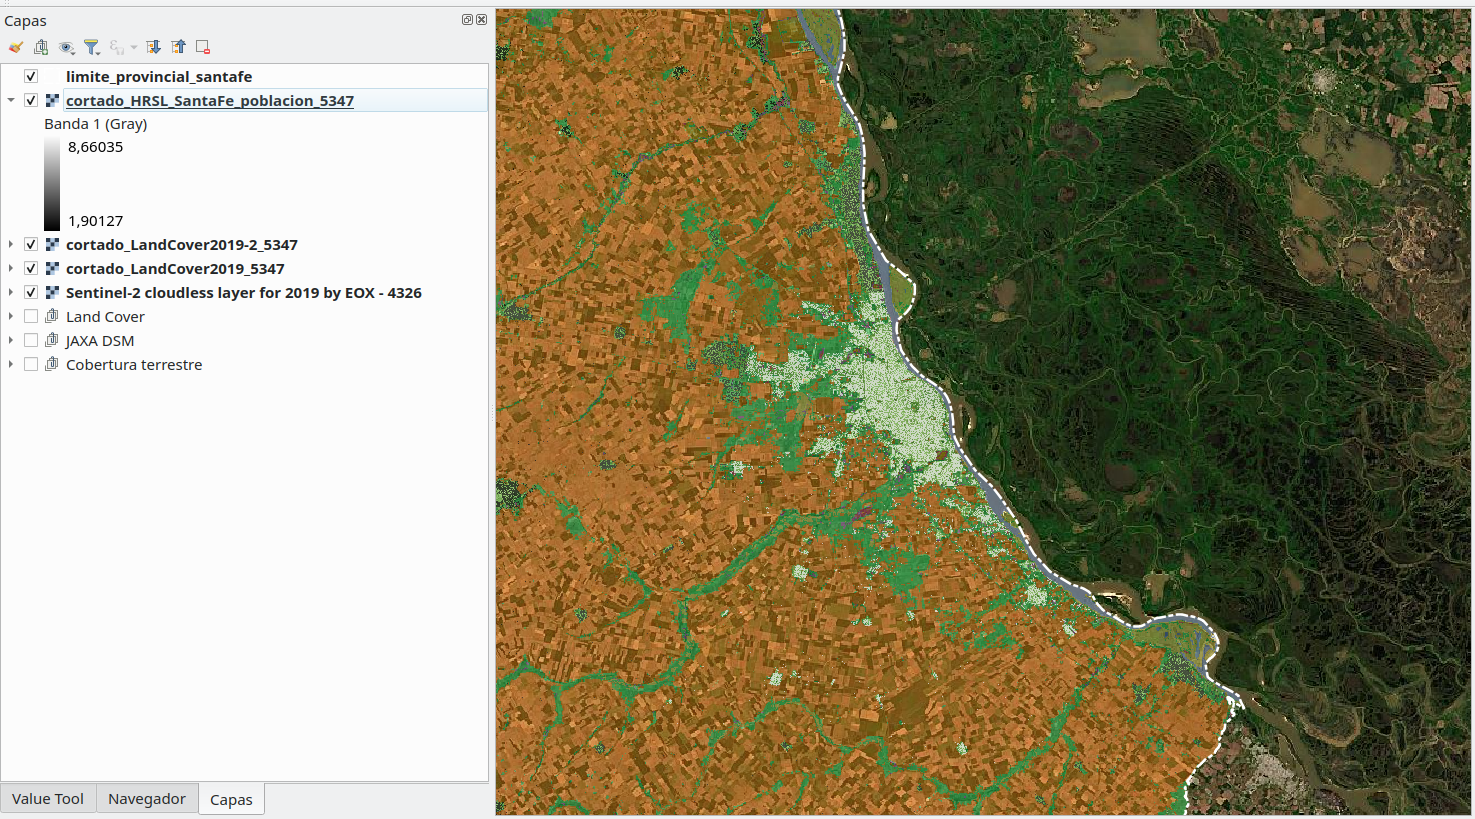 Capas
limite_provincial_santafe
cortado_HRSL_SantaFe_poblacion_5347
Banda 1 (Gray)
8,66035
1,90127
cortado_LandCover2019-2_5347
cortado_LandCover2019_5347
Sentinel-2 cloudless layer for 2019 by EOX - 4326
Land Cover
JAXA DSM
Cobertura terrestre
Value Tool Navegador Capas